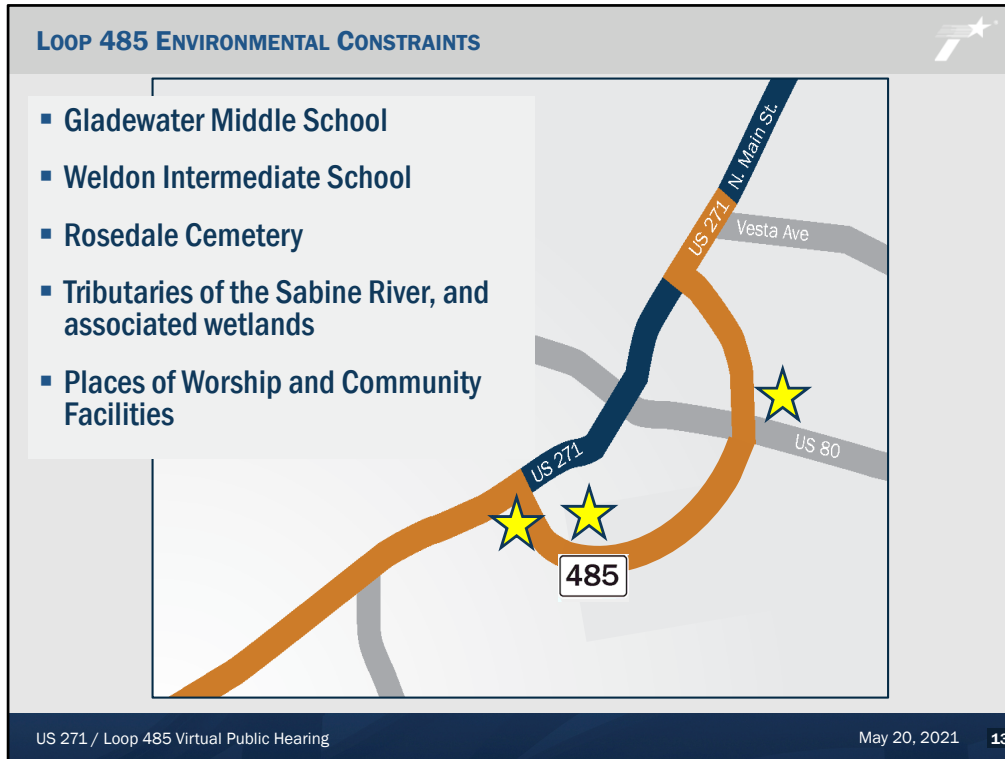 LOOP 485 ENVIRONMENTAL CONSTRAINTS
▪ Gladewater Middle School
▪ Weldon Intermediate School
▪ Rosedale Cemetery
▪ Tributaries of the Sabine River, and
associated wetlands
▪ Places of Worship and Community
Facilities
N. Main St.
US 271
Vesta Ave
US 80
US 271
485
US 271 / Loop 485 Virtual Public Hearing
May 20, 2021
13